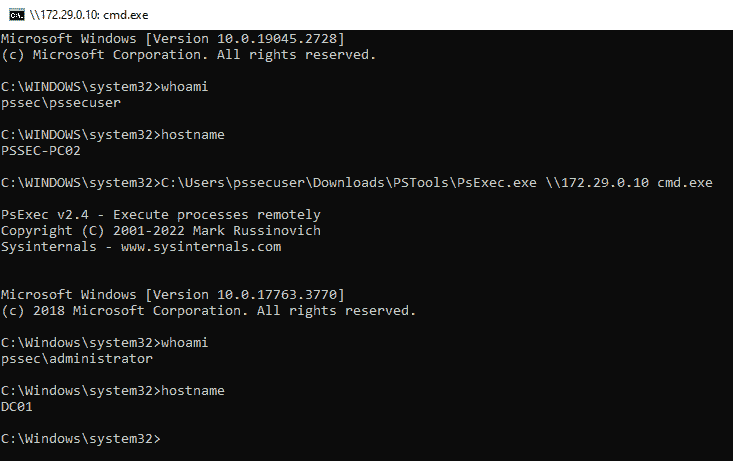 \\172.29.0.10: cmd.exe
Microsoft Windows [Version 10.0.19045.2728]
(c) Microsoft Corporation. All rights reserved.
C:\WINDOWS\system32>whoami
pssec\pssecuser
C:\WINDOWS\system32>hostname
PSSEC-PC02
C:\WINDOWS\system32>C:\Users\pssecuser\Downloads\PSTools\PsExec.exe \\172.29.0.10 cmd.exe
PsExec v2.4 - Execute processes remotely
Copyright (C) 2001-2022 Mark Russinovich
Sysinternals - www.sysinternals.com
Microsoft Windows [Version 10.0.17763.3770]
(c) 2018 Microsoft Corporation. All rights reserved.
C:\Windows\system32>whoami
pssec\administrator
C:\Windows\system32>hostname
DC01
C:\Windows\system32>